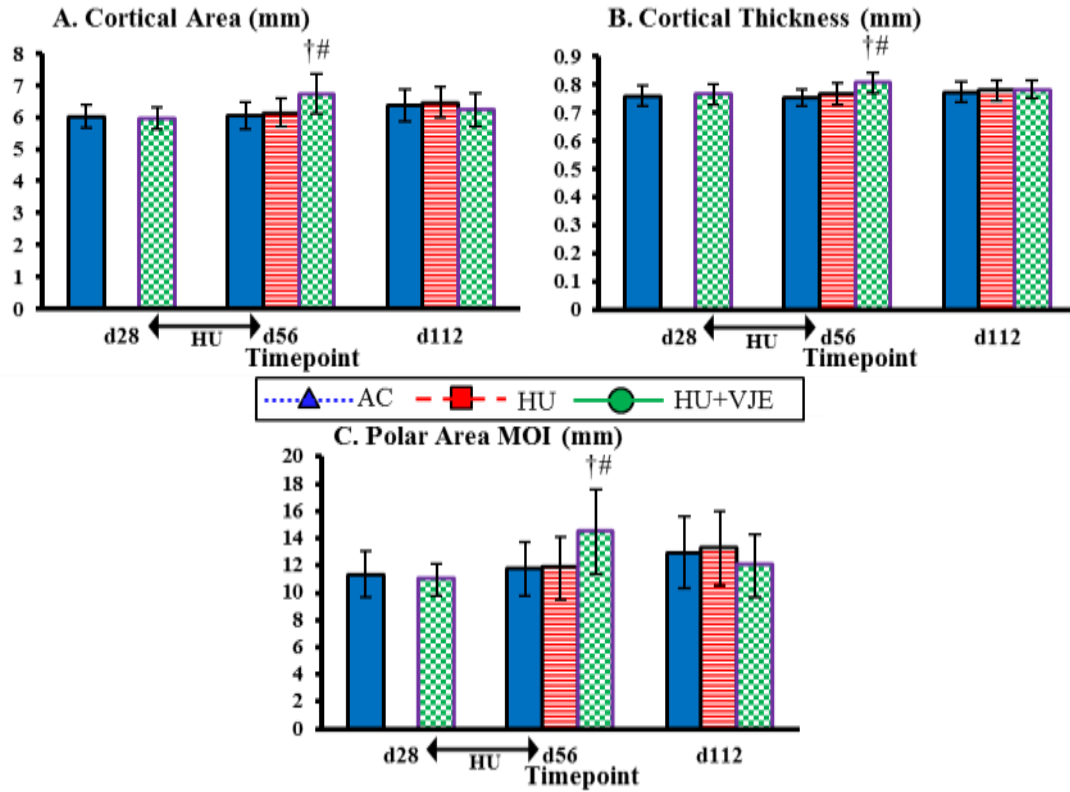 A. Cortical Area (mm)
†#
8
7
6
5
4
3
2
1
0
d28
HU
d56
d112
Timepoint
B. Cortical Thickness (mm)
†#
0.9
0.8
0.7
0.6
0.5
0.4
0.3
0.2
0.1
0
d28
HU
d56
d112
Timepoint
AC HU HU+VJE
C. Polar Area MOI (mm)
†#
20
18
16
14
12
10
8
6
4
2
0
d28
HU
d56
d112
Timepoint